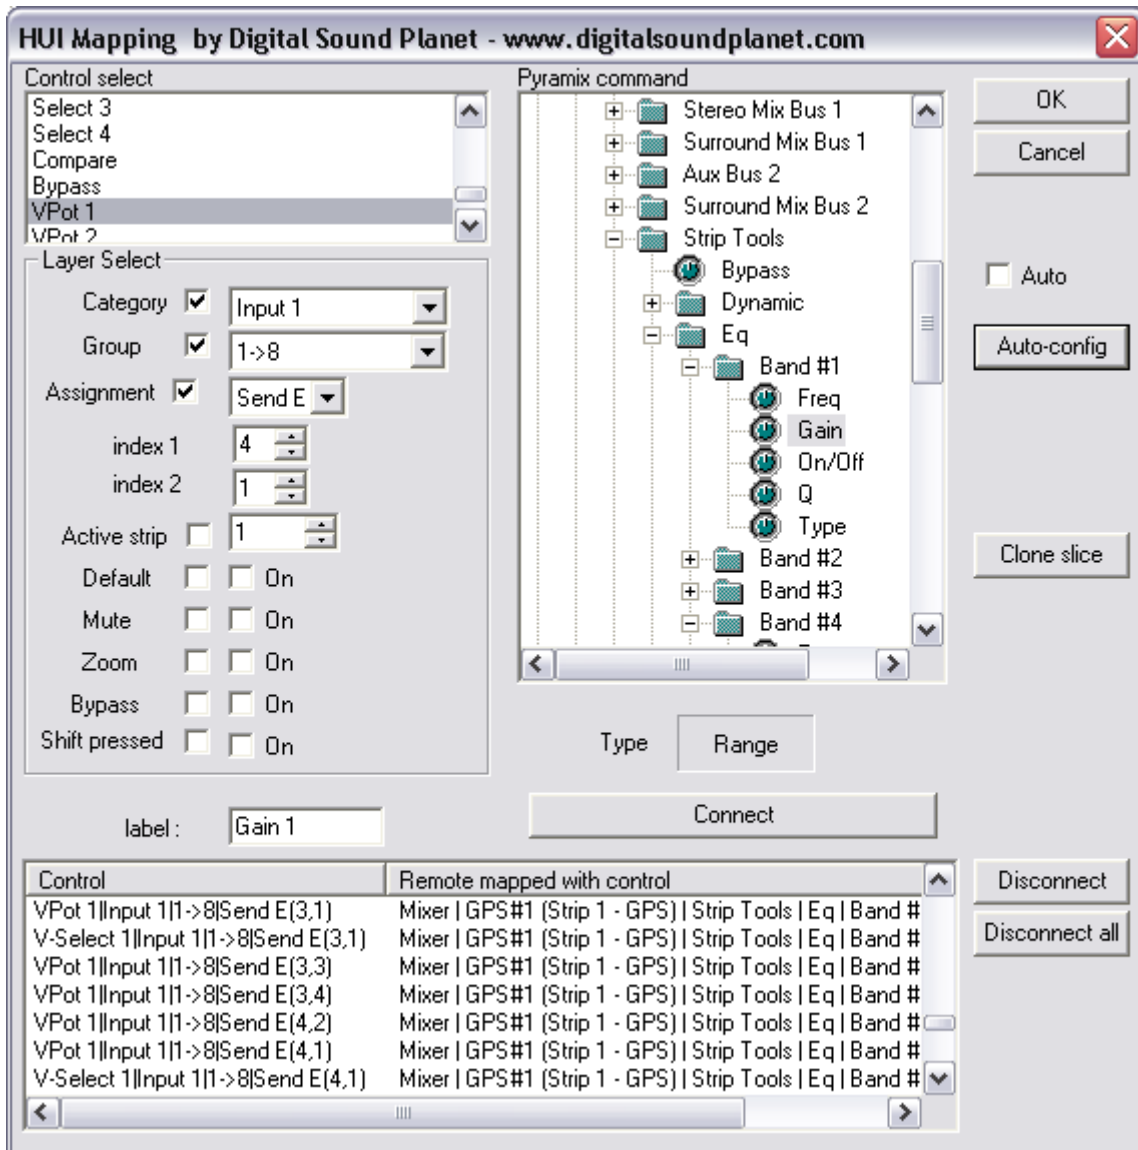 HUI Mapping by Digital Sound Planet - www.digitalsoundplanet.com
Control select
Select 3
Select 4
Compare
Bypass
VPot 1
VPot 2
Layer Select
Category
Input 1
Group
1->8
Assignment
Send E
index 1
4
index 2
1
Active strip
1
Default
On
Mute
On
Zoom
On
Bypass
On
Shift pressed
On
label :
Gain 1
Pyramix command
Stereo Mix Bus 1
Surround Mix Bus 1
Aux Bus 2
Surround Mix Bus 2
Strip Tools
Bypass
Dynamic
Eq
Band #1
Freq
Gain
On/Off
Q
Type
Band #2
Band #3
Band #4
Type
Range
Connect
OK
Cancel
Auto
Auto-config
Clone slice
Control Remote mapped with control
VPot 1|Input 1|1->8|Send E(3,1) Mixer | GPS#1 (Strip 1 - GPS) | Strip Tools | Eq | Band #
V-Select 1|Input 1|1->8|Send E(3,1) Mixer | GPS#1 (Strip 1 - GPS) | Strip Tools | Eq | Band #
VPot 1|Input 1|1->8|Send E(3,3) Mixer | GPS#1 (Strip 1 - GPS) | Strip Tools | Eq | Band #
VPot 1|Input 1|1->8|Send E(3,4) Mixer | GPS#1 (Strip 1 - GPS) | Strip Tools | Eq | Band #
VPot 1|Input 1|1->8|Send E(4,2) Mixer | GPS#1 (Strip 1 - GPS) | Strip Tools | Eq | Band #
VPot 1|Input 1|1->8|Send E(4,1) Mixer | GPS#1 (Strip 1 - GPS) | Strip Tools | Eq | Band #
V-Select 1|Input 1|1->8|Send E(4,1) Mixer | GPS#1 (Strip 1 - GPS) | Strip Tools | Eq | Band #
Disconnect
Disconnect all